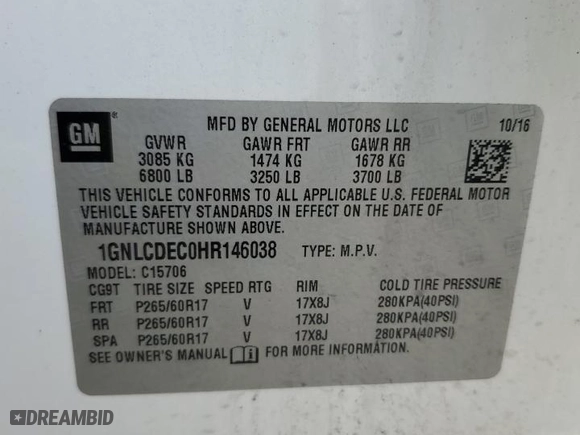 GM ® MFD BY GENERAL MOTORS LLC 10/16
GVWR GAWR FRT GAWR RR
3085 KG 1474 KG 1678 KG
6800 LB 3250 LB 3700 LB
THIS VEHICLE CONFORMS TO ALL APPLICABLE U.S. FEDERAL MOTOR
VEHICLE SAFETY STANDARDS IN EFFECT ON THE DATE OF
MANUFACTURE SHOWN ABOVE.
1GNLCDEC0HR146038 TYPE: M.P.V.
MODEL: C15706
CG9T TIRE SIZE SPEED RTG RIM COLD TIRE PRESSURE
FRT P265/60R17 V 17X8J 280KPA(40PSI)
RR P265/60R17 V 17X8J 280KPA(40PSI)
SPA P265/60R17 V 17X8J 280KPA(40PSI)
SEE OWNER'S MANUAL i FOR MORE INFORMATION.
DREAMBID